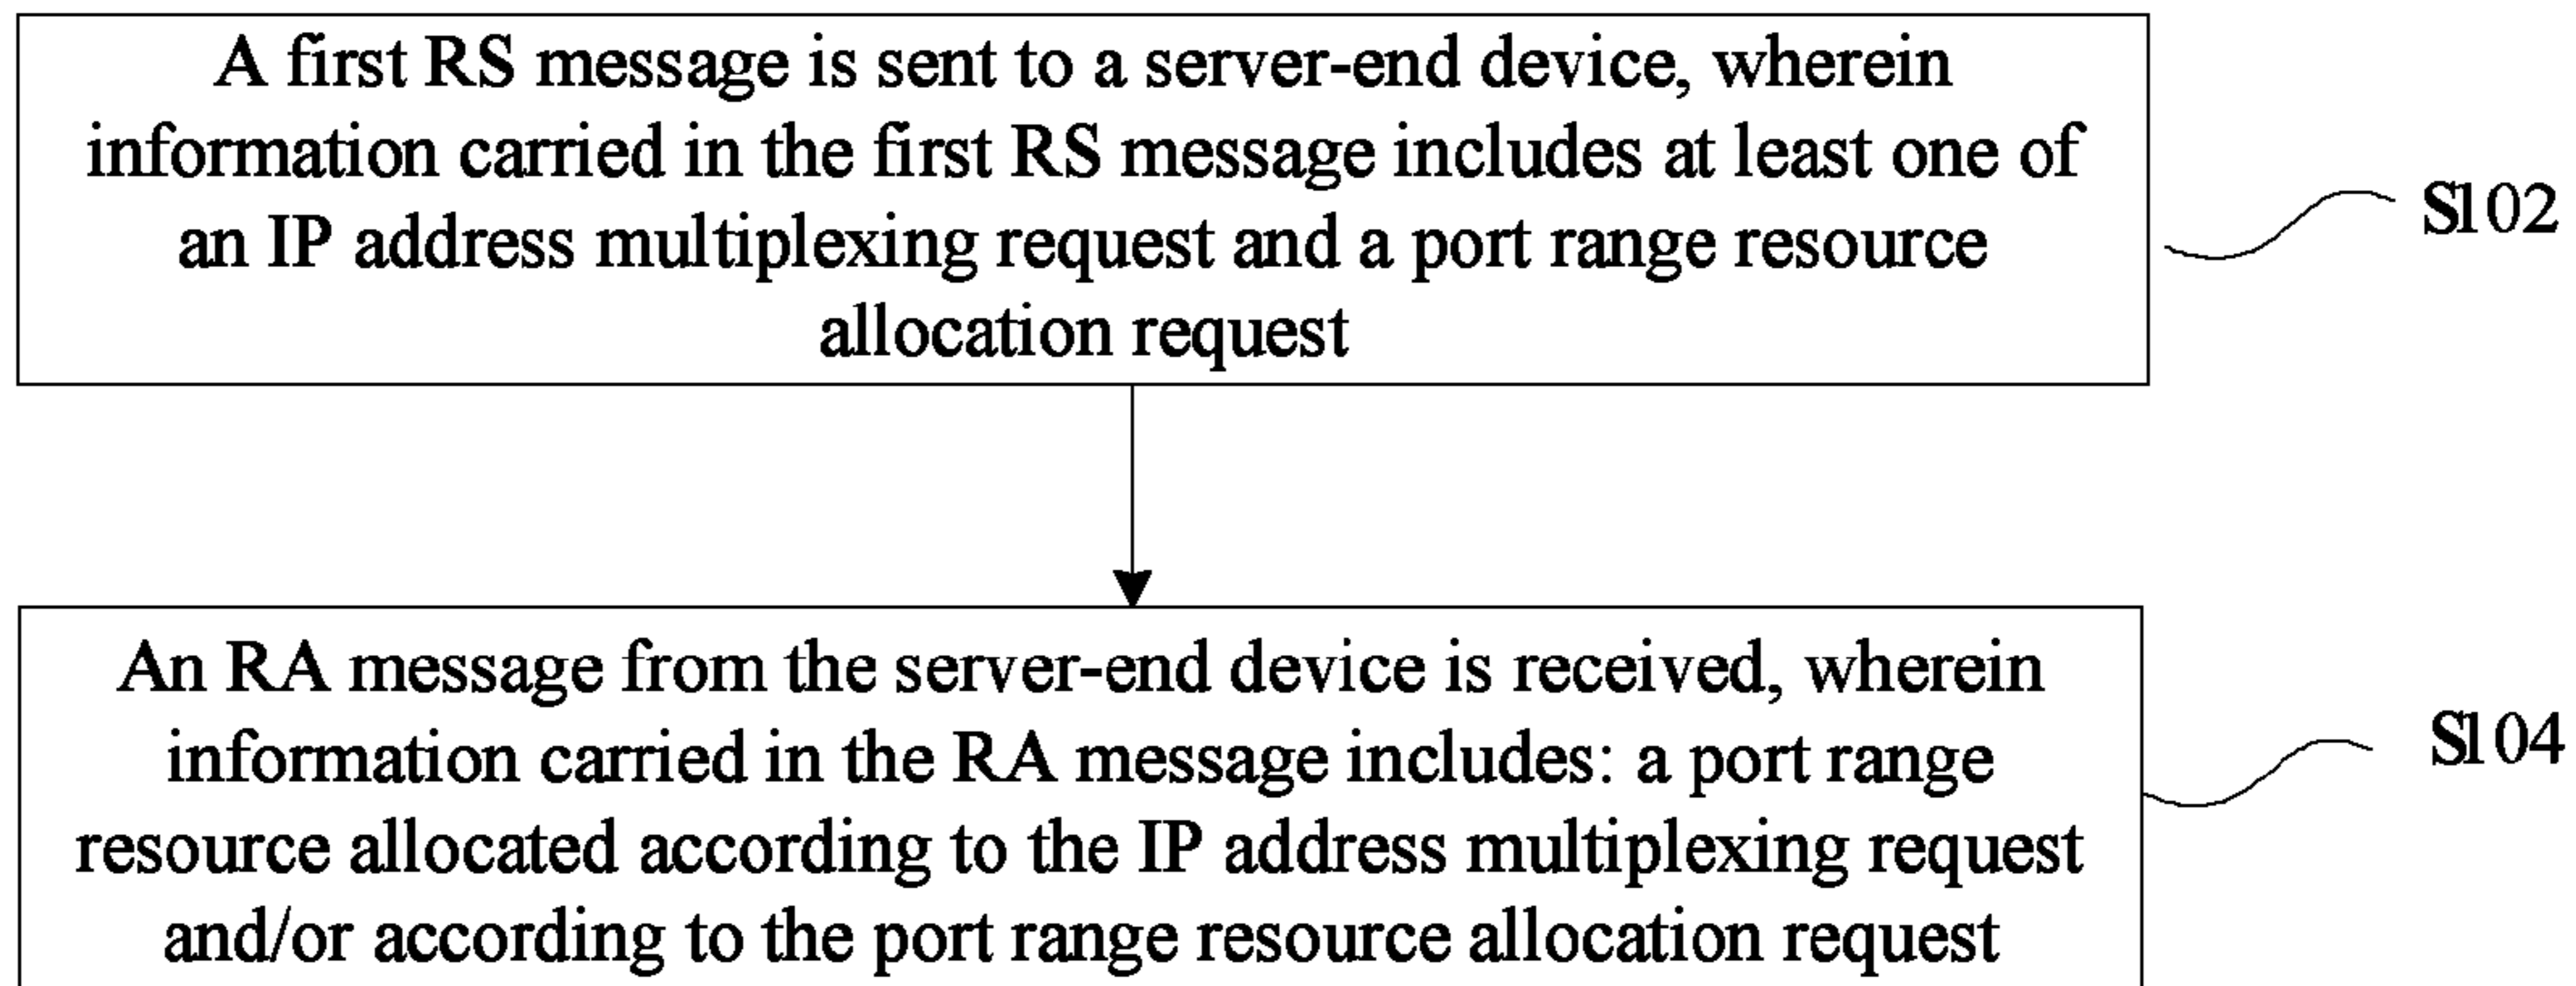 A first RS message is sent to a server-end device, wherein
information carried in the first RS message includes at least one of
an IP address multiplexing request and a port range resource
allocation request
S102
An RA message from the server-end device is received, wherein
information carried in the RA message includes: a port range
resource allocated according to the IP address multiplexing request
and/or according to the port range resource allocation request
S104